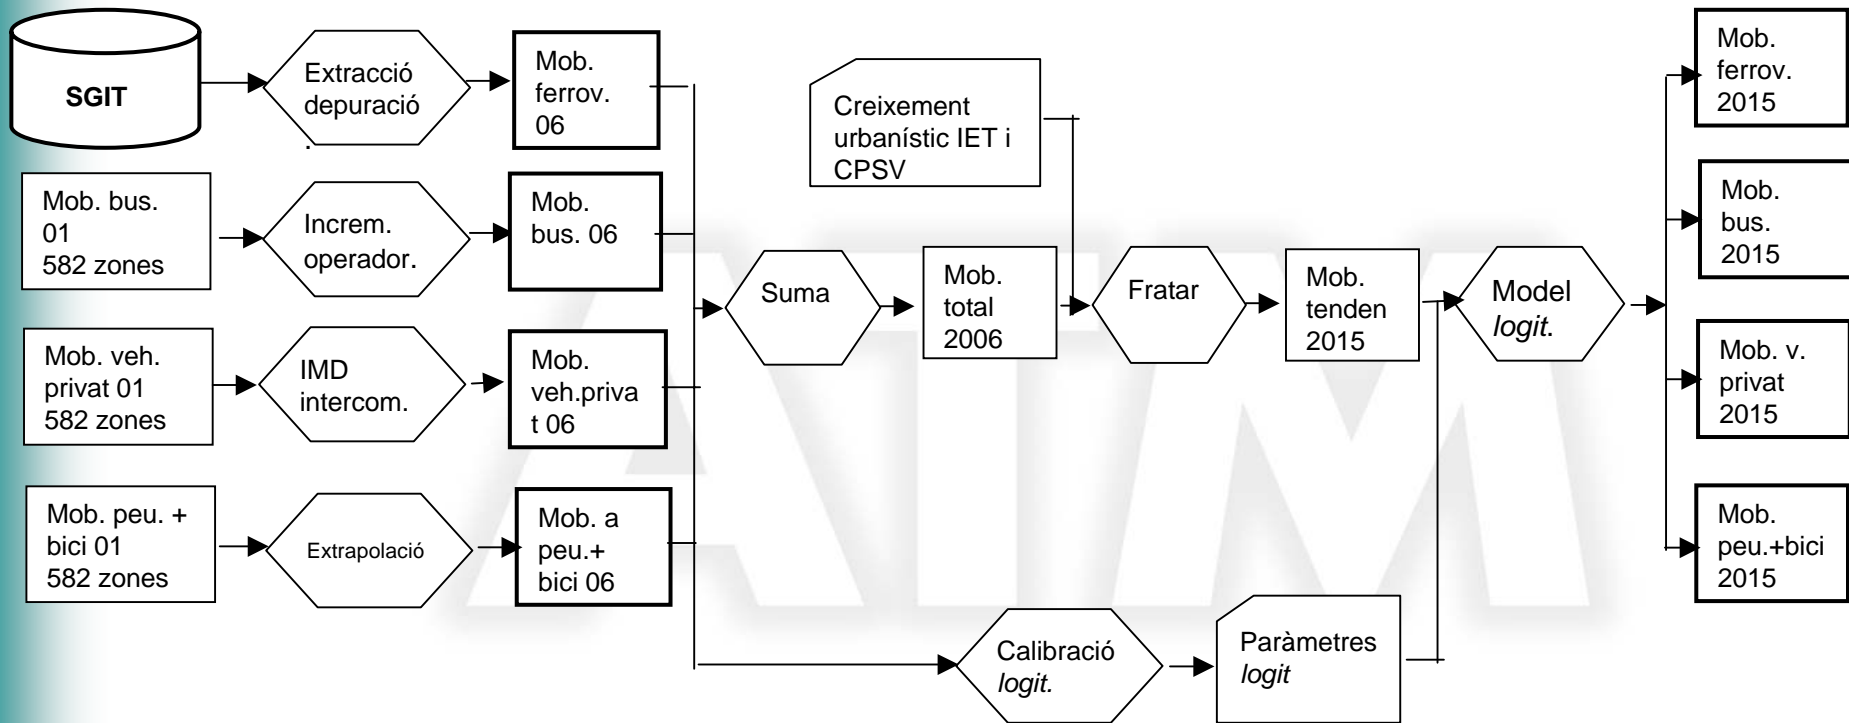 SGIT
Extracció
depuració
.
Mob.
ferrov.
06
Mob. bus.
01
582 zones
Increm.
operador.
Mob.
bus. 06
Mob. veh.
privat 01
582 zones
IMD
intercom.
Mob.
veh.priva
t 06
Mob. peu. +
bici 01
582 zones
Extrapolació
Mob. a
peu.+
bici 06
Creixement
urbanístic IET i
CPSV
Suma
Mob.
total
2006
Fratar
Mob.
tenden
2015
Model
logit.
Calibració
logit.
Paràmetres
logit
Mob.
ferrov.
2015
Mob.
bus.
2015
Mob. v.
privat
2015
Mob.
peu.+bici
2015
ATM